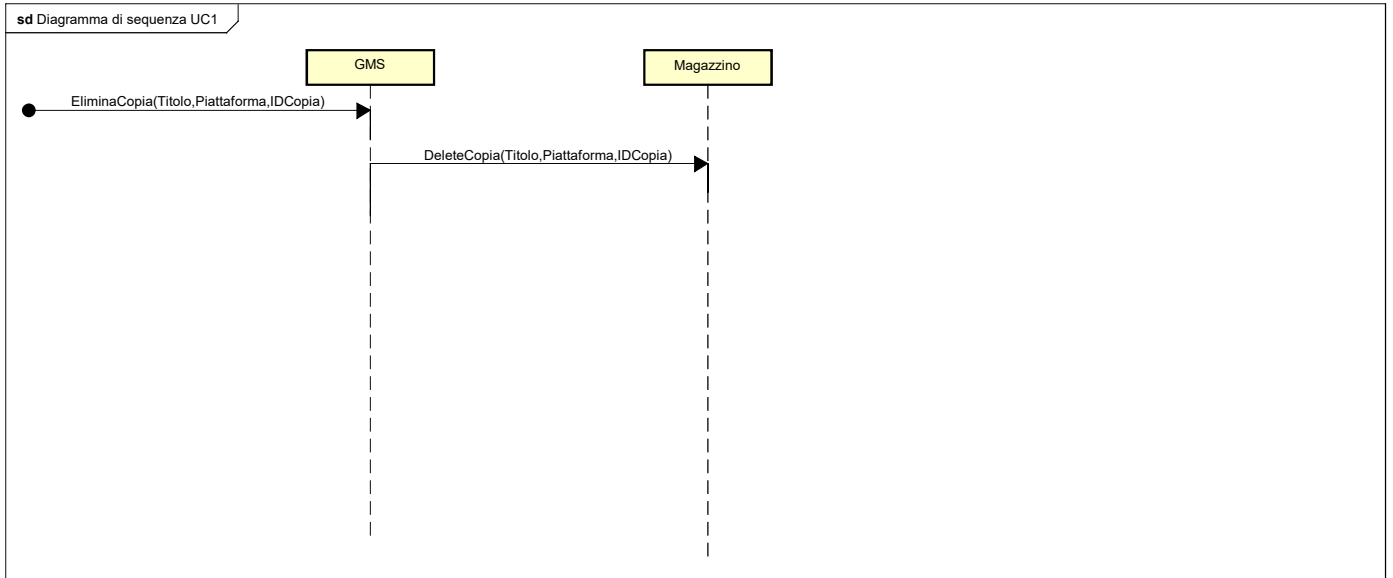 sd Diagramma di sequenza UC1
GMS
Magazzino
EliminaCopia(Titolo,Piattaforma,IDCopia)
DeleteCopia(Titolo,Piattaforma,IDCopia)